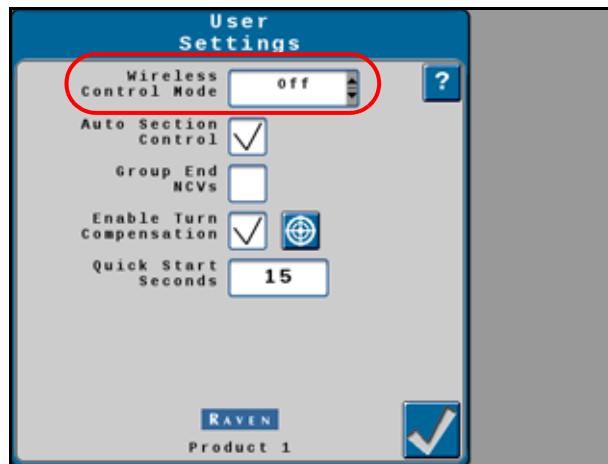 User
Settings
Wireless
Control Mode
Off
?
Auto Section
Control
Group End
NCVs
Enable Turn
Compensation
Quick Start
Seconds
15
RAVEN
Product 1